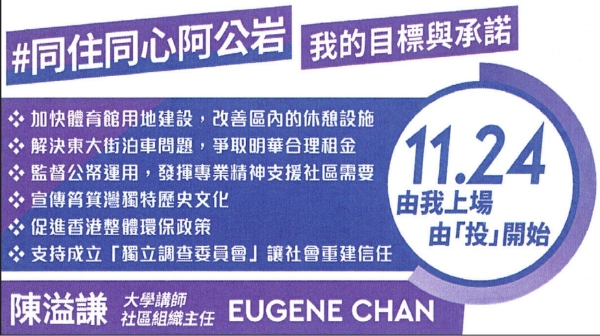 #同住同心阿公岩
我的目標與承諾
❖ 加快體育館用地建設，改善區內的休憩設施
❖ 解決東大街泊車問題，爭取明華合理租金
❖ 監督公帑運用，發揮專業精神支援社區需要
❖ 宣傳筲箕灣獨特歷史文化
❖ 促進香港整體環保政策
❖ 支持成立「獨立調查委員會」讓社會重建信任
11.24
由我上場
由「投」開始
陳溢謙
大學講師
社區組織主任
EUGENE CHAN